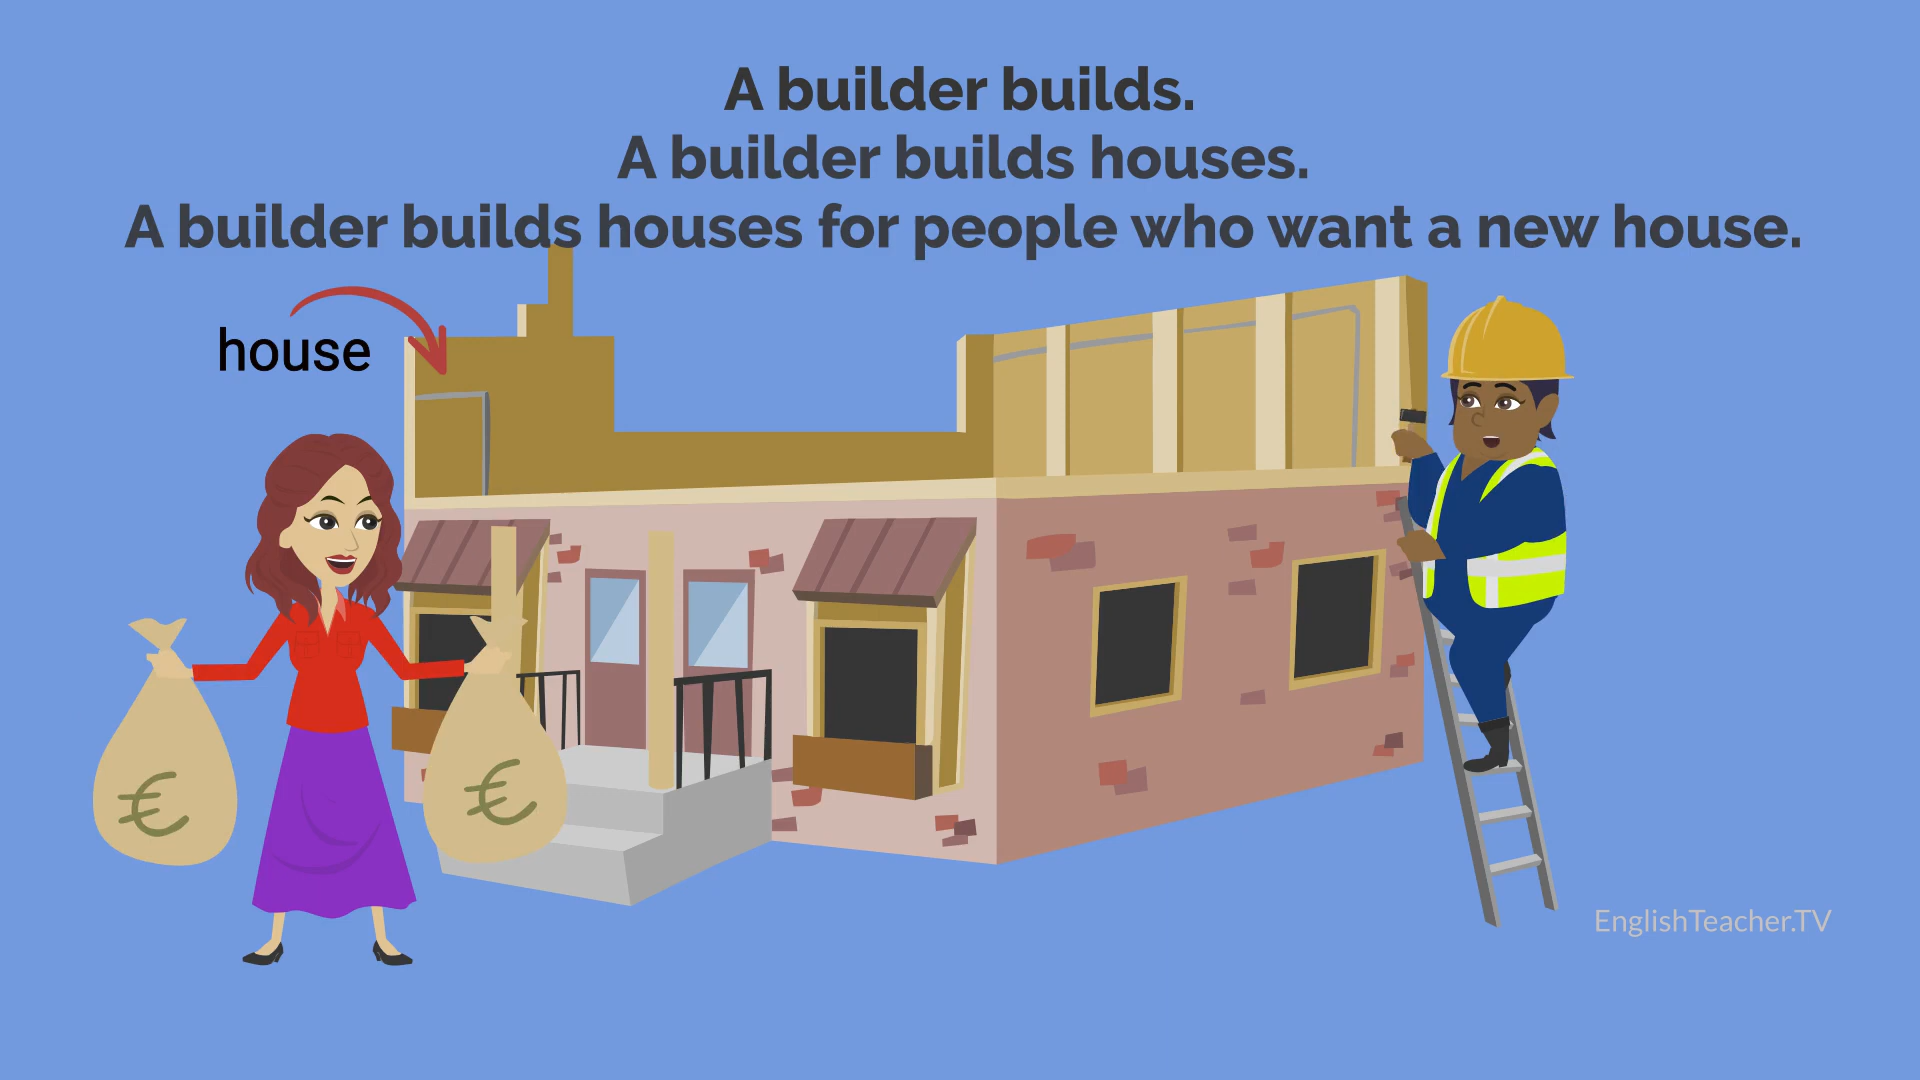 A builder builds.
A builder builds houses.
A builder builds houses for people who want a new house.
house
€
€
EnglishTeacher.TV